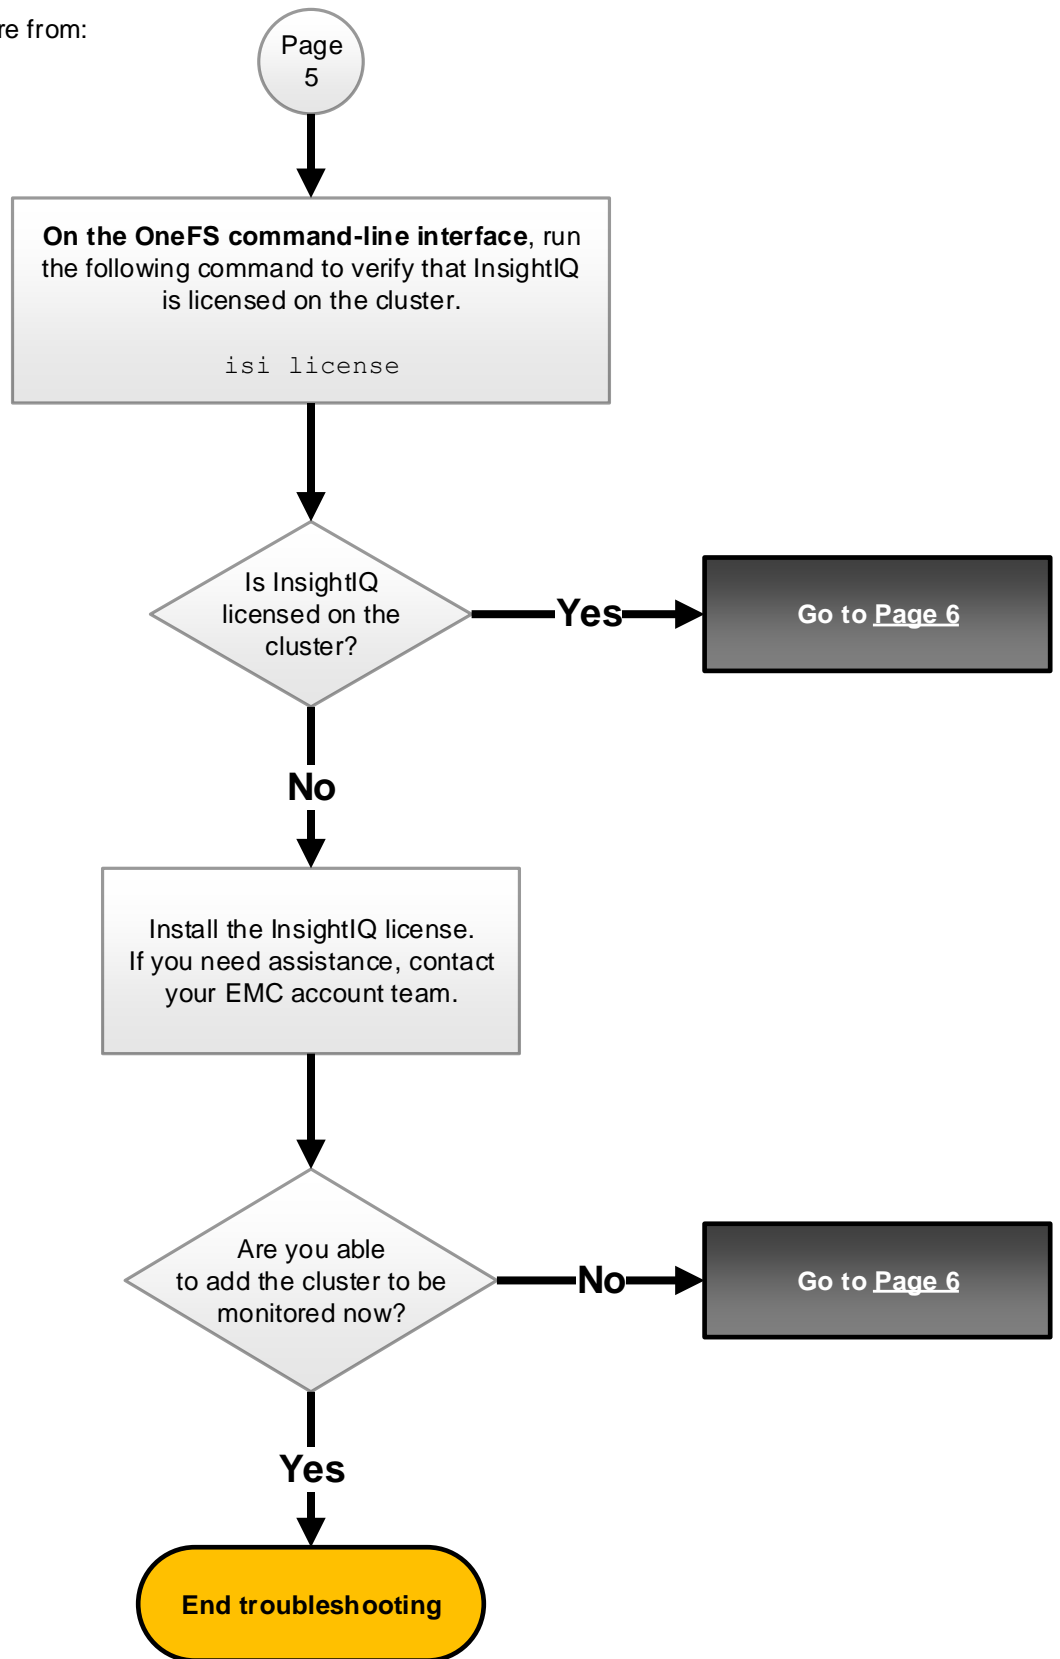 re from:
Page
5
On the OneFS command-line interface, run
the following command to verify that InsightIQ
is licensed on the cluster.
isi license
Is InsightIQ
licensed on the
cluster?
Yes
Go to Page 6
No
Install the InsightIQ license.
If you need assistance, contact
your EMC account team.
Are you able
to add the cluster to be
monitored now?
No
Go to Page 6
Yes
End troubleshooting